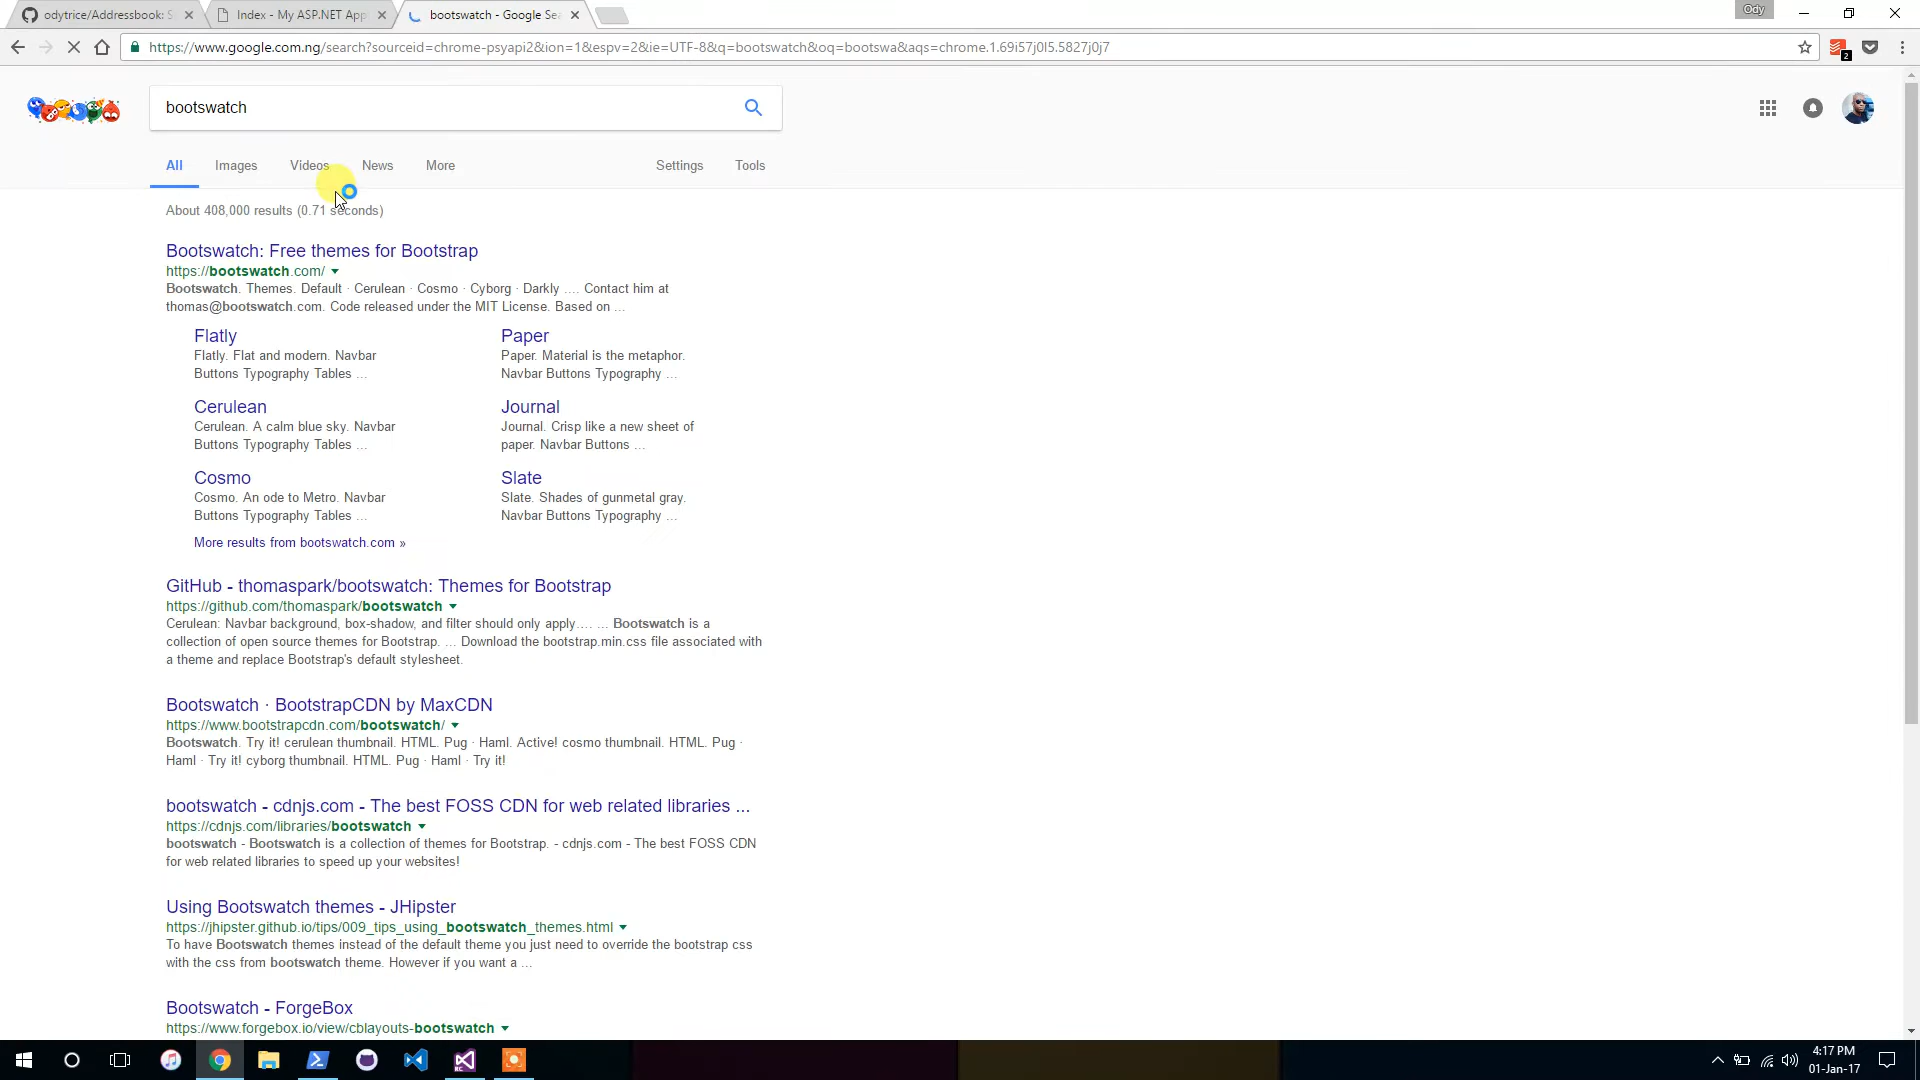 odytrice/Addressbook: S
Index - My ASP.NET App
bootswatch - Google Sea
Ody
https://www.google.com.ng/search?sourceid=chrome-psyapi2&ion=1&espv=2&ie=UTF-8&q=bootswatch&oq=bootswa&aqs=chrome.1.69i57j0l5.5827j0j7
2
bootswatch
All Images Videos News More Settings Tools
About 408,000 results (0.71 seconds)
Bootswatch: Free themes for Bootstrap
https://bootswatch.com/
Bootswatch. Themes. Default · Cerulean · Cosmo · Cyborg · Darkly .... Contact him at
thomas@bootswatch.com. Code released under the MIT License. Based on ...
Flatly
Flatly. Flat and modern. Navbar
Buttons Typography Tables ...
Paper
Paper. Material is the metaphor.
Navbar Buttons Typography ...
Cerulean
Cerulean. A calm blue sky. Navbar
Buttons Typography Tables ...
Journal
Journal. Crisp like a new sheet of
paper. Navbar Buttons ...
Cosmo
Cosmo. An ode to Metro. Navbar
Buttons Typography Tables ...
Slate
Slate. Shades of gunmetal gray.
Navbar Buttons Typography ...
More results from bootswatch.com »
GitHub - thomaspark/bootswatch: Themes for Bootstrap
https://github.com/thomaspark/bootswatch
Cerulean: Navbar background, box-shadow, and filter should only apply.... ... Bootswatch is a
collection of open source themes for Bootstrap. ... Download the bootstrap.min.css file associated with
a theme and replace Bootstrap's default stylesheet.
Bootswatch · BootstrapCDN by MaxCDN
https://www.bootstrapcdn.com/bootswatch/
Bootswatch. Try it! cerulean thumbnail. HTML. Pug · Haml. Active! cosmo thumbnail. HTML. Pug ·
Haml · Try it! cyborg thumbnail. HTML. Pug · Haml · Try it!
bootswatch - cdnjs.com - The best FOSS CDN for web related libraries ...
https://cdnjs.com/libraries/bootswatch
bootswatch - Bootswatch is a collection of themes for Bootstrap. - cdnjs.com - The best FOSS CDN
for web related libraries to speed up your websites!
Using Bootswatch themes - JHipster
https://jhipster.github.io/tips/009_tips_using_bootswatch_themes.html
To have Bootswatch themes instead of the default theme you just need to override the bootstrap css
with the css from bootswatch theme. However if you want a ...
Bootswatch - ForgeBox
https://www.forgebox.io/view/cblayouts-bootswatch
4:17 PM
01-Jan-17